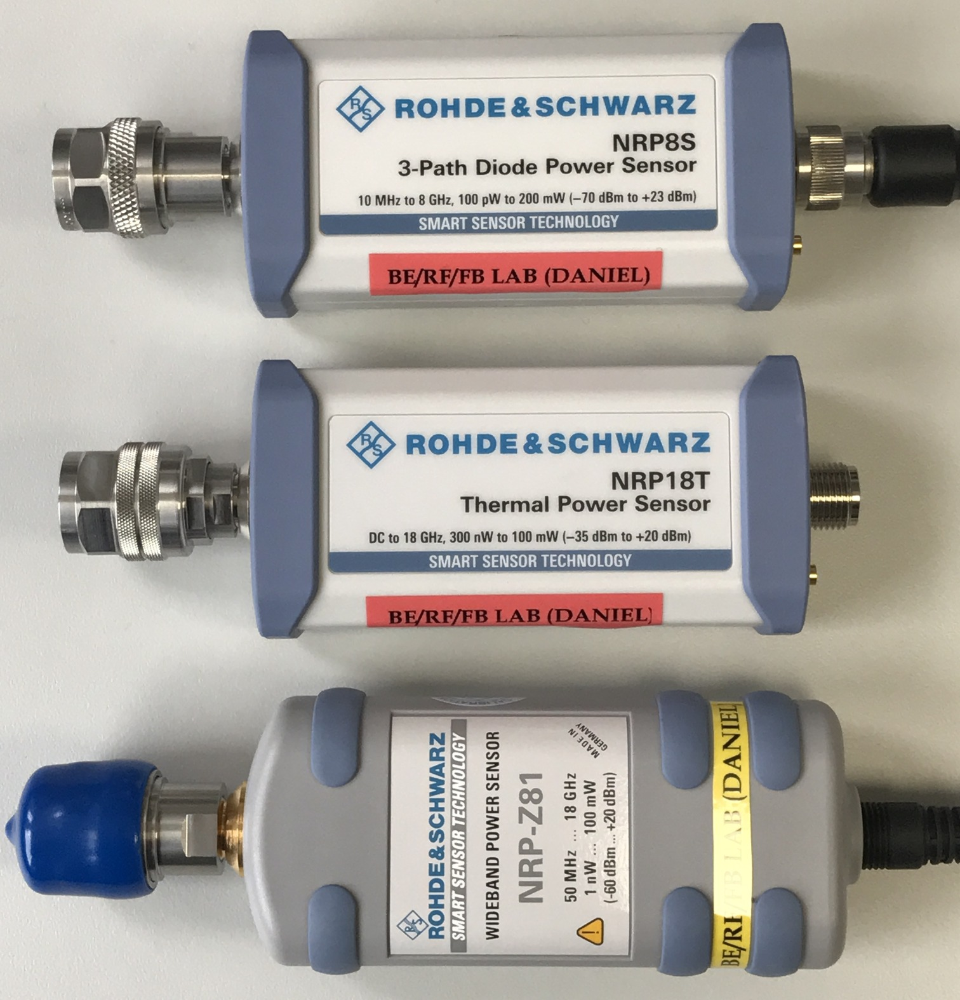 R S
ROHDE & SCHWARZ
NRP8S
3-Path Diode Power Sensor
10 MHz to 8 GHz, 100 pW to 200 mW (–70 dBm to +23 dBm)
SMART SENSOR TECHNOLOGY
BE/RF/FB LAB (DANIEL)
R S
ROHDE & SCHWARZ
NRP18T
Thermal Power Sensor
DC to 18 GHz, 300 nW to 100 mW (–35 dBm to +20 dBm)
SMART SENSOR TECHNOLOGY
BE/RF/FB LAB (DANIEL)
R S
ROHDE & SCHWARZ
SMART SENSOR TECHNOLOGY
WIDEBAND POWER SENSOR
NRP-Z81
50 MHz ... 18 GHz
1 nW ... 100 mW
(-60 dBm ... +20 dBm)
MADE IN
GERMANY
BE/RF/FB LAB (DANIEL)